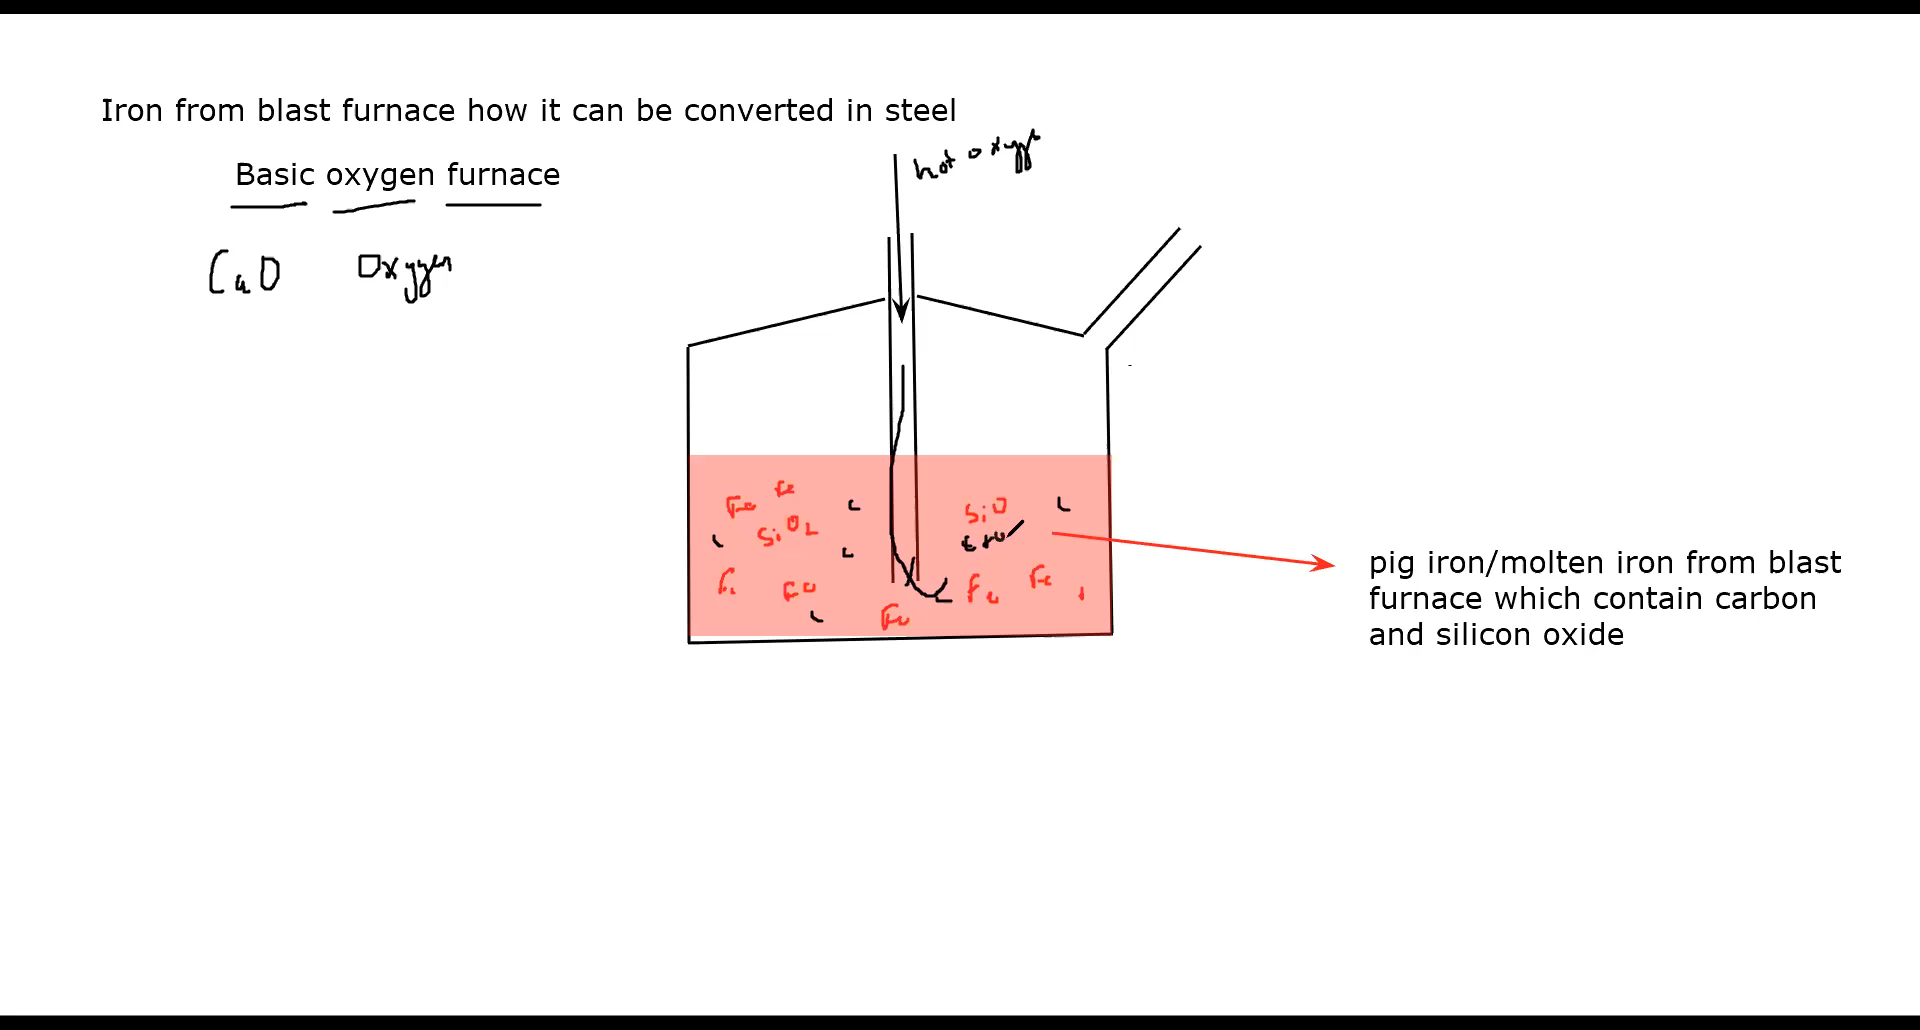 Iron from blast furnace how it can be converted in steel
hot oxyge
Basic oxygen furnace
CaO Oxygen
Fe Fe
C
SiO
C
SiO2
C
C
Fe
Fe
Fe
Fe
Fe
C
pig iron/molten iron from blast
furnace which contain carbon
and silicon oxide